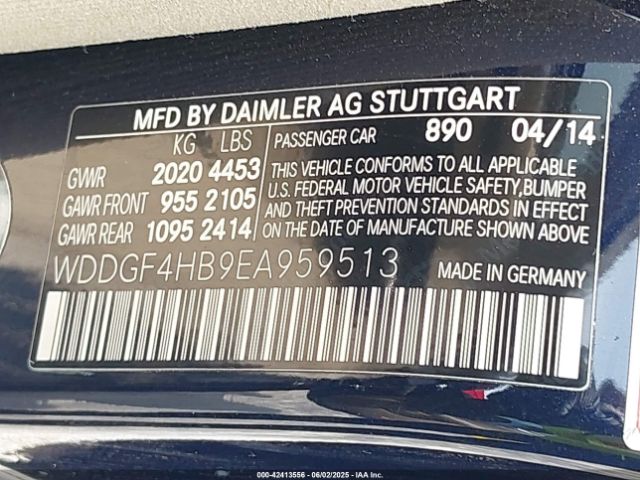 MFD BY DAIMLER AG STUTTGART
KG LBS PASSENGER CAR 890 04/14
GVWR 2020 4453
GAWR FRONT 955 2105
GAWR REAR 1095 2414
THIS VEHICLE CONFORMS TO ALL APPLICABLE
U.S. FEDERAL MOTOR VEHICLE SAFETY,BUMPER
AND THEFT PREVENTION STANDARDS IN EFFECT
ON THE DATE OF MANUFACTURE SHOWN ABOVE
WDDGF4HB9EA959513 MADE IN GERMANY
000-42413556 | 06/02/2025 - IAA, Inc.